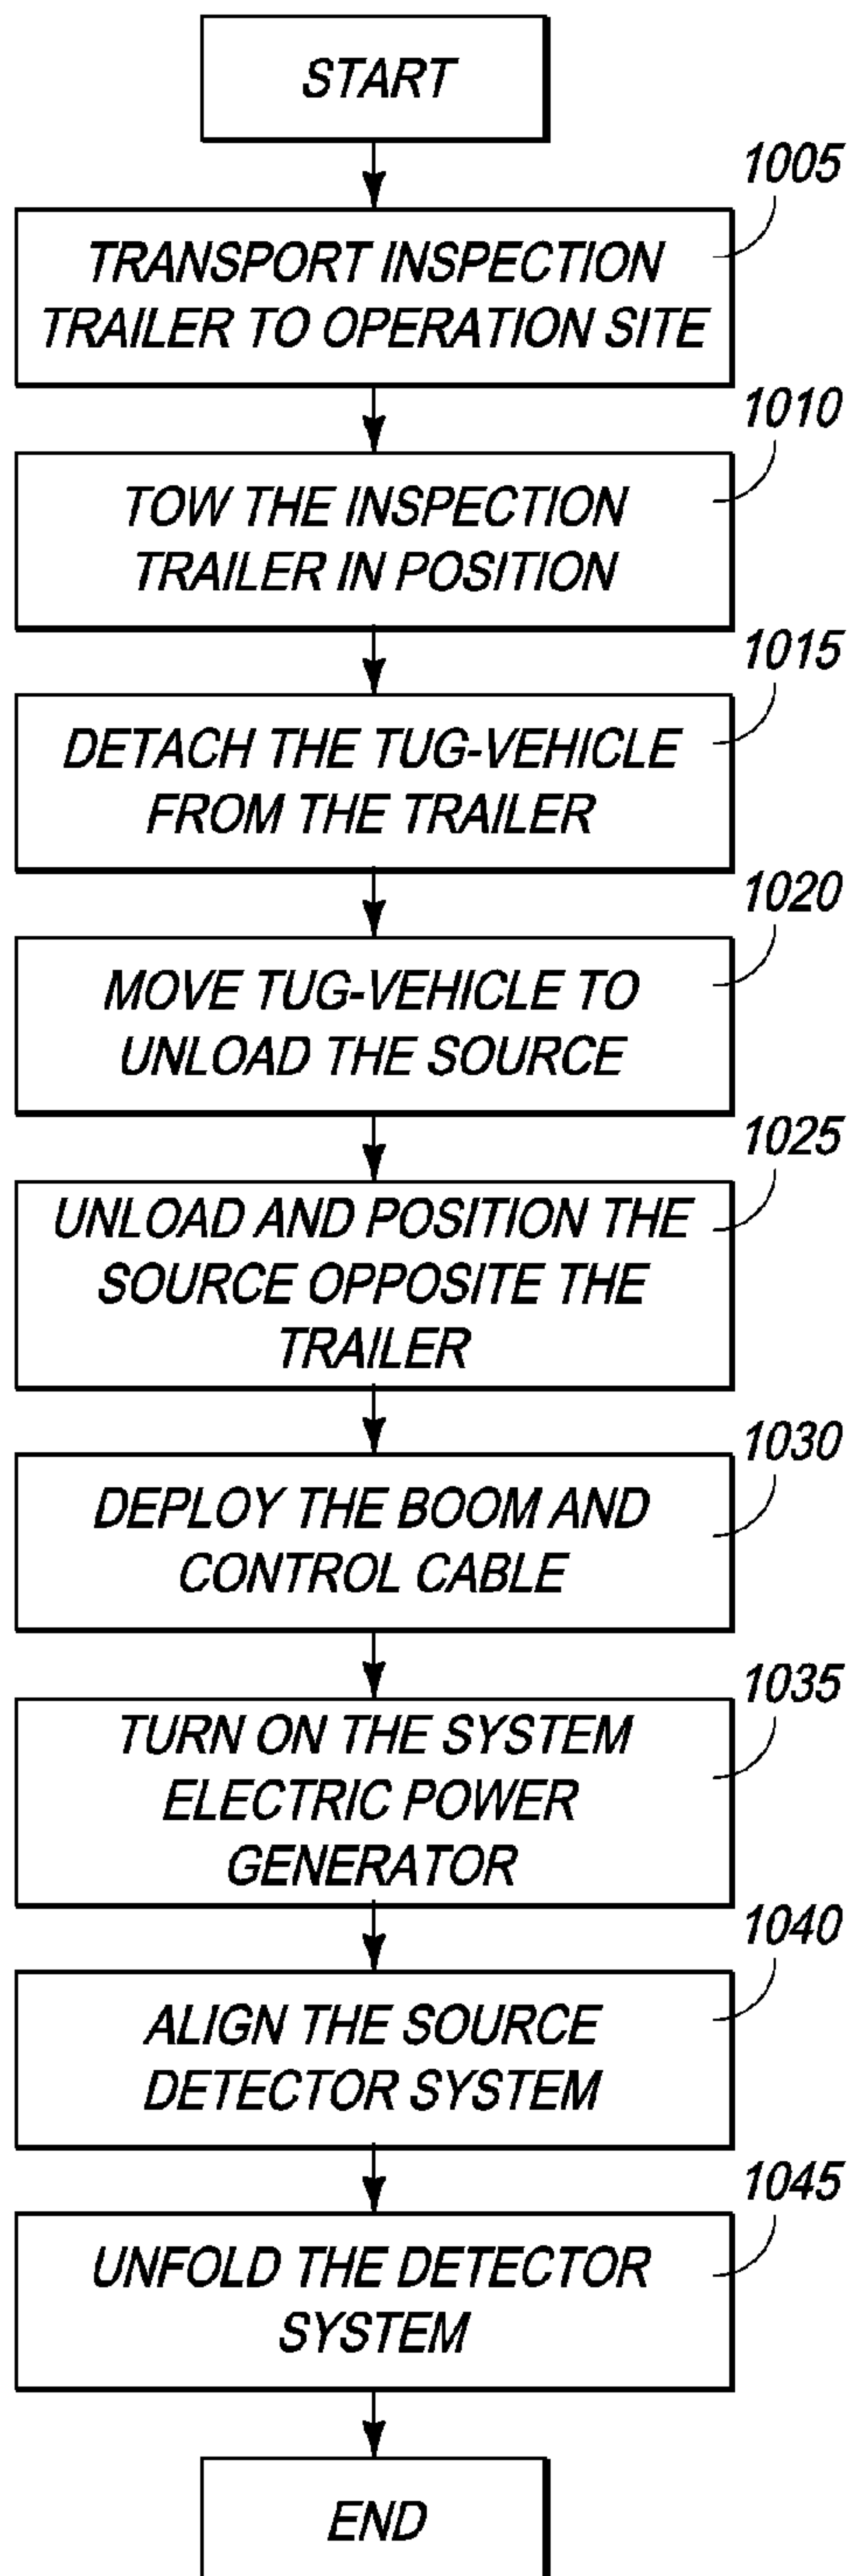 START
1005
TRANSPORT INSPECTION
TRAILER TO OPERATION SITE
1010
TOW THE INSPECTION
TRAILER IN POSITION
1015
DETACH THE TUG-VEHICLE
FROM THE TRAILER
1020
MOVE TUG-VEHICLE TO
UNLOAD THE SOURCE
1025
UNLOAD AND POSITION THE
SOURCE OPPOSITE THE
TRAILER
1030
DEPLOY THE BOOM AND
CONTROL CABLE
1035
TURN ON THE SYSTEM
ELECTRIC POWER
GENERATOR
1040
ALIGN THE SOURCE
DETECTOR SYSTEM
1045
UNFOLD THE DETECTOR
SYSTEM
END